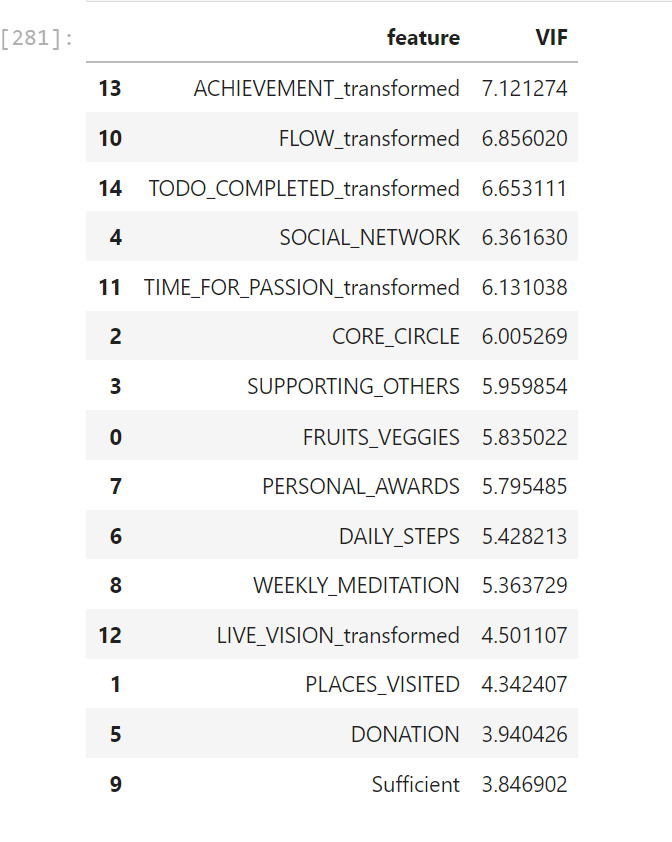 [281]:
feature VIF
13 ACHIEVEMENT_transformed 7.121274
10 FLOW_transformed 6.856020
14 TODO_COMPLETED_transformed 6.653111
4 SOCIAL_NETWORK 6.361630
11 TIME_FOR_PASSION_transformed 6.131038
2 CORE_CIRCLE 6.005269
3 SUPPORTING_OTHERS 5.959854
0 FRUITS_VEGGIES 5.835022
7 PERSONAL_AWARDS 5.795485
6 DAILY_STEPS 5.428213
8 WEEKLY_MEDITATION 5.363729
12 LIVE_VISION_transformed 4.501107
1 PLACES_VISITED 4.342407
5 DONATION 3.940426
9 Sufficient 3.846902